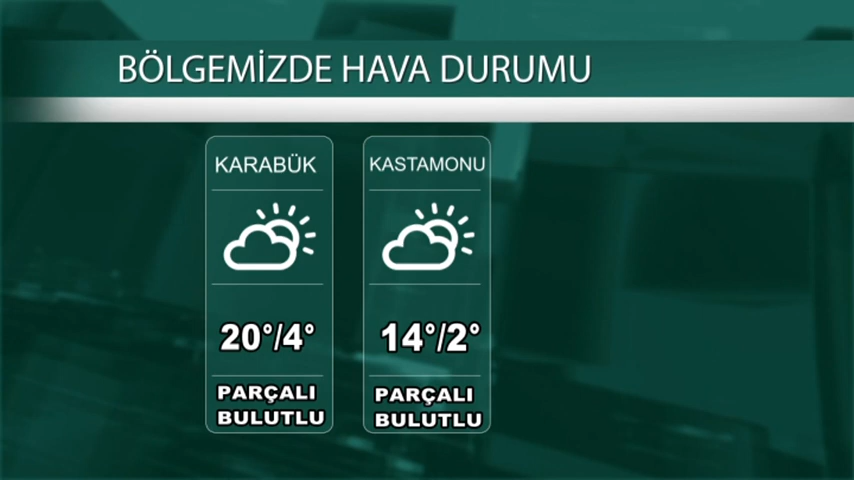 BÖLGEMİZDE HAVA DURUMU
KARABÜK
20°/4°
PARÇALI
BULUTLU
KASTAMONU
14°/2°
PARÇALI
BULUTLU